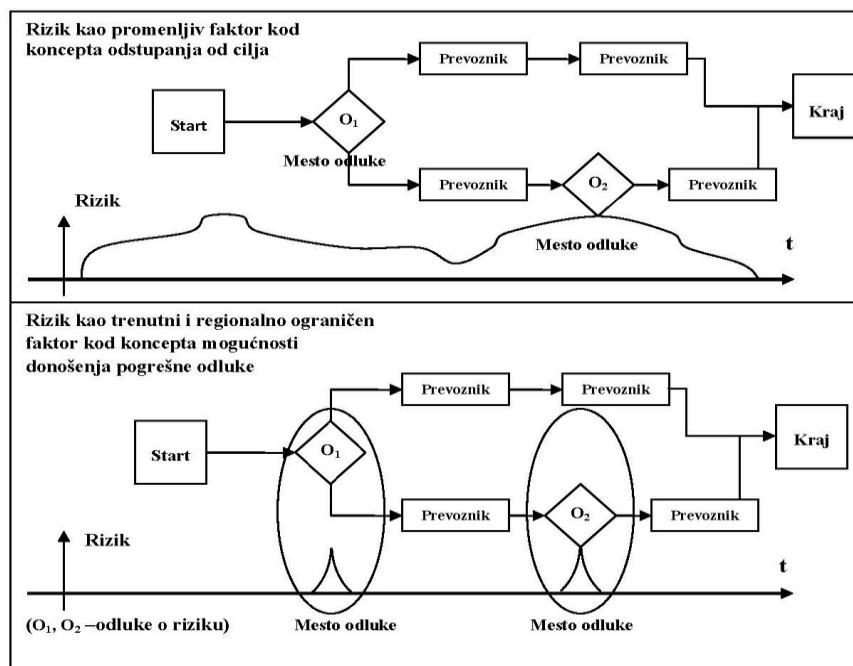 Rizik kao promenljiv faktor kod
koncepta odstupanja od cilja
Prevoznik
Prevoznik
Start
O₁
Kraj
Mesto odluke
Prevoznik
O₂
Prevoznik
Rizik
Mesto odluke
t
Rizik kao trenutni i regionalno ograničen
faktor kod koncepta mogućnosti
donošenja pogrešne odluke
Prevoznik
Prevoznik
Start
O₁
Kraj
Prevoznik
O₂
Prevoznik
Rizik
t
(O₁, O₂ –odluke o riziku)
Mesto odluke
Mesto odluke